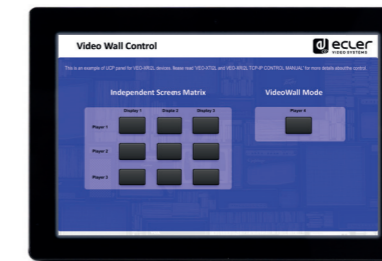 Video Wall Control
ecler
VIDEO SYSTEMS
This is an example of UCP panel for VEO-XRI2L devices. Please read "VEO-XTI2L and VEO-XRI2L TCP-IP CONTROL MANUAL" for more details about this control.
Independent Screens Matrix
VideoWall Mode
Display 1 Display 2 Display 3
Player 4
Player 1
Player 2
Player 3